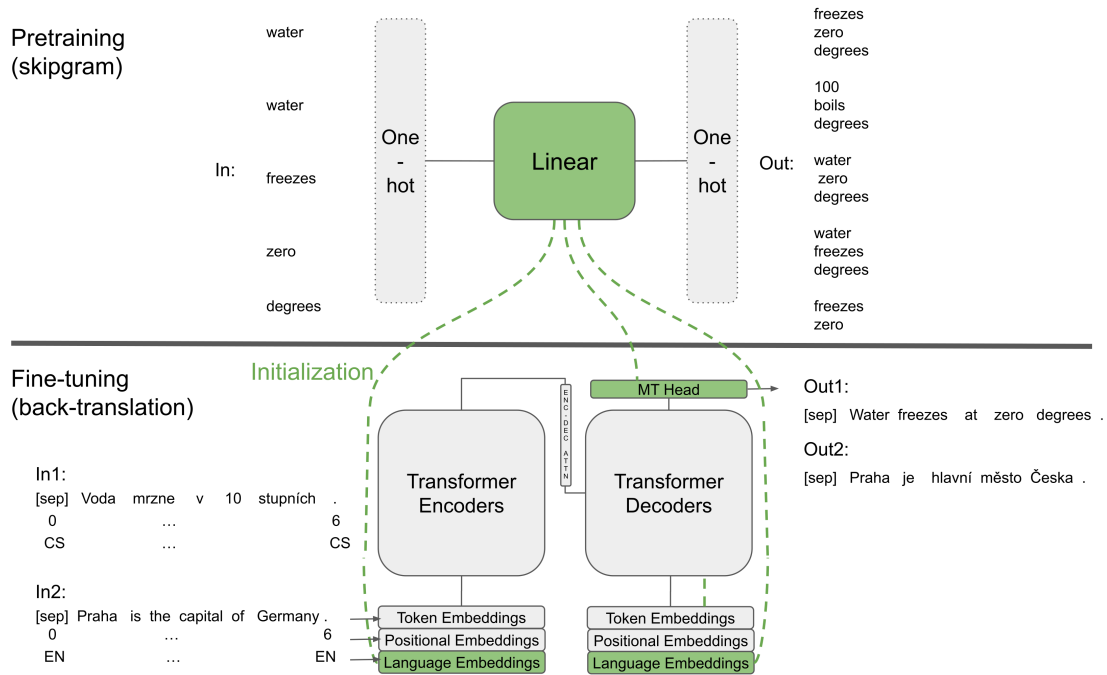 Pretraining
(skipgram)
In:
water
water
freezes
zero
degrees
One
-
hot
Linear
One
-
hot
Out:
freezes
zero
degrees
100
boils
degrees
water
zero
degrees
water
freezes
degrees
freezes
zero
Fine-tuning
(back-translation)
Initialization
In1:
[sep] Voda mrzne v 10 stupních .
0 ... 6
CS ... CS
In2:
[sep] Praha is the capital of Germany .
0 ... 6
EN ... EN
Transformer
Encoders
Token Embeddings
Positional Embeddings
Language Embeddings
ENC-DEC ATTN
MT Head
Transformer
Decoders
Token Embeddings
Positional Embeddings
Language Embeddings
Out1:
[sep] Water freezes at zero degrees .
Out2:
[sep] Praha je hlavní město Česka .